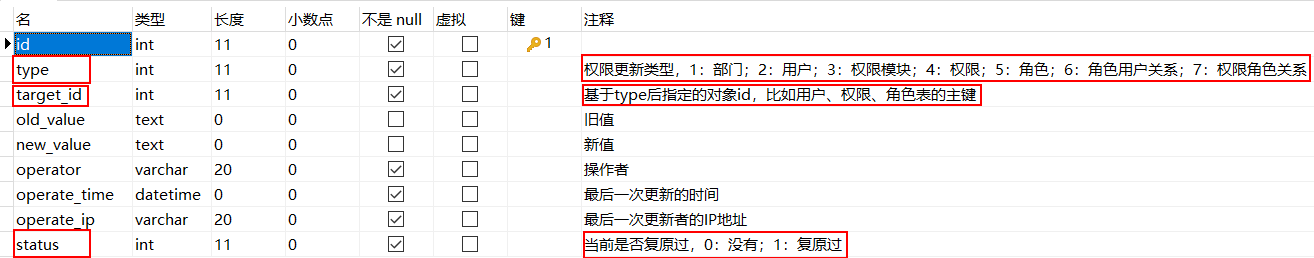 名 类型 长度 小数点 不是 null 虚拟 键 注释
id int 11 0 1
type int 11 0 权限更新类型，1：部门；2：用户；3：权限模块；4：权限；5：角色；6：角色用户关系；7：权限角色关系
target_id int 11 0 基于type后指定的对象id，比如用户、权限、角色表的主键
old_value text 0 0 旧值
new_value text 0 0 新值
operator varchar 20 0 操作者
operate_time datetime 0 0 最后一次更新的时间
operate_ip varchar 20 0 最后一次更新者的IP地址
status int 11 0 当前是否复原过，0：没有；1：复原过